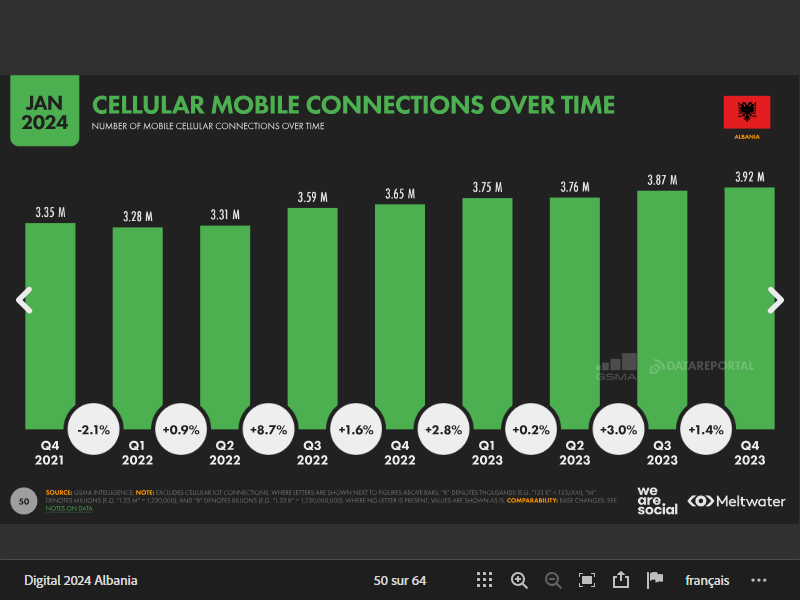 JAN
2024
CELLULAR MOBILE CONNECTIONS OVER TIME
NUMBER OF MOBILE CELLULAR CONNECTIONS OVER TIME
ALBANIA
3.35 M
3.28 M
3.31 M
3.59 M
3.65 M
3.75 M
3.76 M
3.87 M
3.92 M
GSMA
DATAREPORTAL
-2.1%
+0.9%
+8.7%
+1.6%
+2.8%
+0.2%
+3.0%
+1.4%
Q4
2021
Q1
2022
Q2
2022
Q3
2022
Q4
2022
Q1
2023
Q2
2023
Q3
2023
Q4
2023
50
SOURCE: GSMA INTELLIGENCE. NOTE: EXCLUDES CELLULAR IOT CONNECTIONS. WHERE LETTERS ARE SHOWN NEXT TO FIGURES ABOVE BARS, "K" DENOTES THOUSANDS (E.G. "123 K" = 123,000), "M"
DENOTES MILLIONS (E.G. "1.23 M" = 1,230,000), AND "B" DENOTES BILLIONS (E.G. "1.23 B" = 1,230,000,000). WHERE NO LETTER IS PRESENT, VALUES ARE SHOWN AS IS. COMPARABILITY: BASE CHANGES. SEE
NOTES ON DATA.
we
are.
social
Meltwater
Digital 2024 Albania
50 sur 64
français